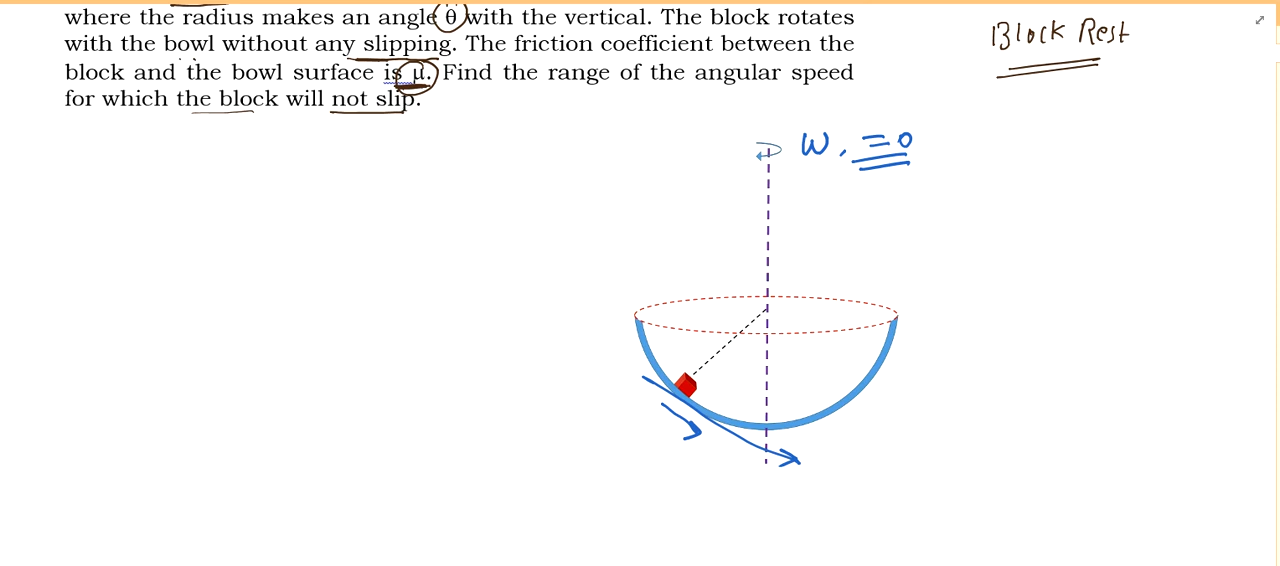 where the radius makes an angle θ with the vertical. The block rotates
with the bowl without any slipping. The friction coefficient between the
block and the bowl surface is μ. Find the range of the angular speed
for which the block will not slip.
Block Rest
ω, =0